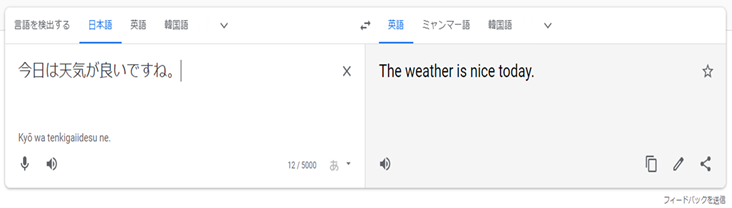 言語を検出する 日本語 英語 韓国語
英語 ミャンマー語 韓国語
今日は天気が良いですね。
The weather is nice today.
Kyō wa tenkigaiidesu ne.
12 / 5000 あ
フィードバックを送信